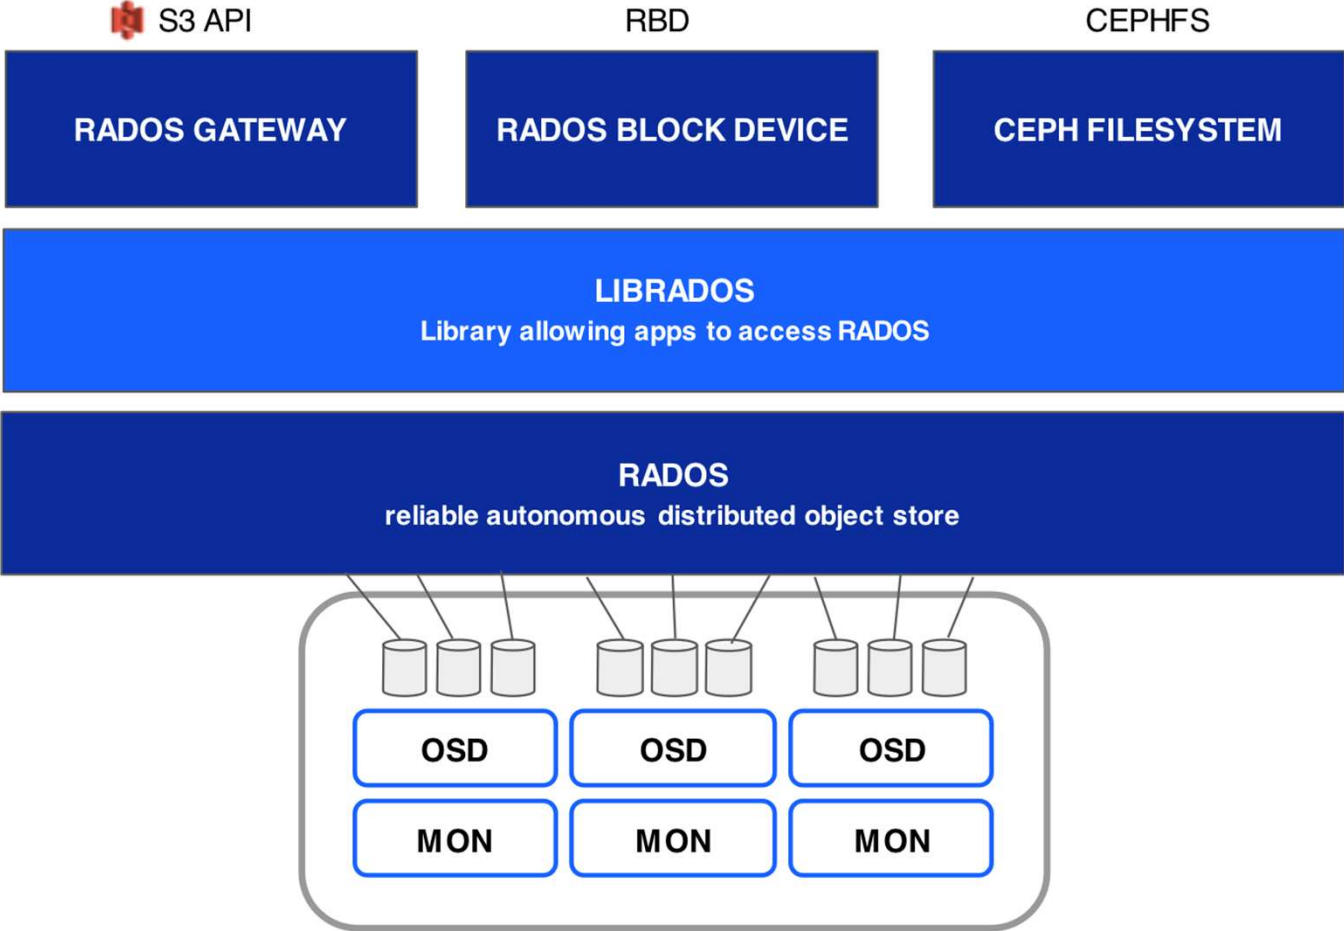 S3 API
RBD
CEPHFS
RADOS GATEWAY
RADOS BLOCK DEVICE
CEPH FILESYSTEM
LIBRADOS
Library allowing apps to access RADOS
RADOS
reliable autonomous distributed object store
OSD
OSD
OSD
MON
MON
MON